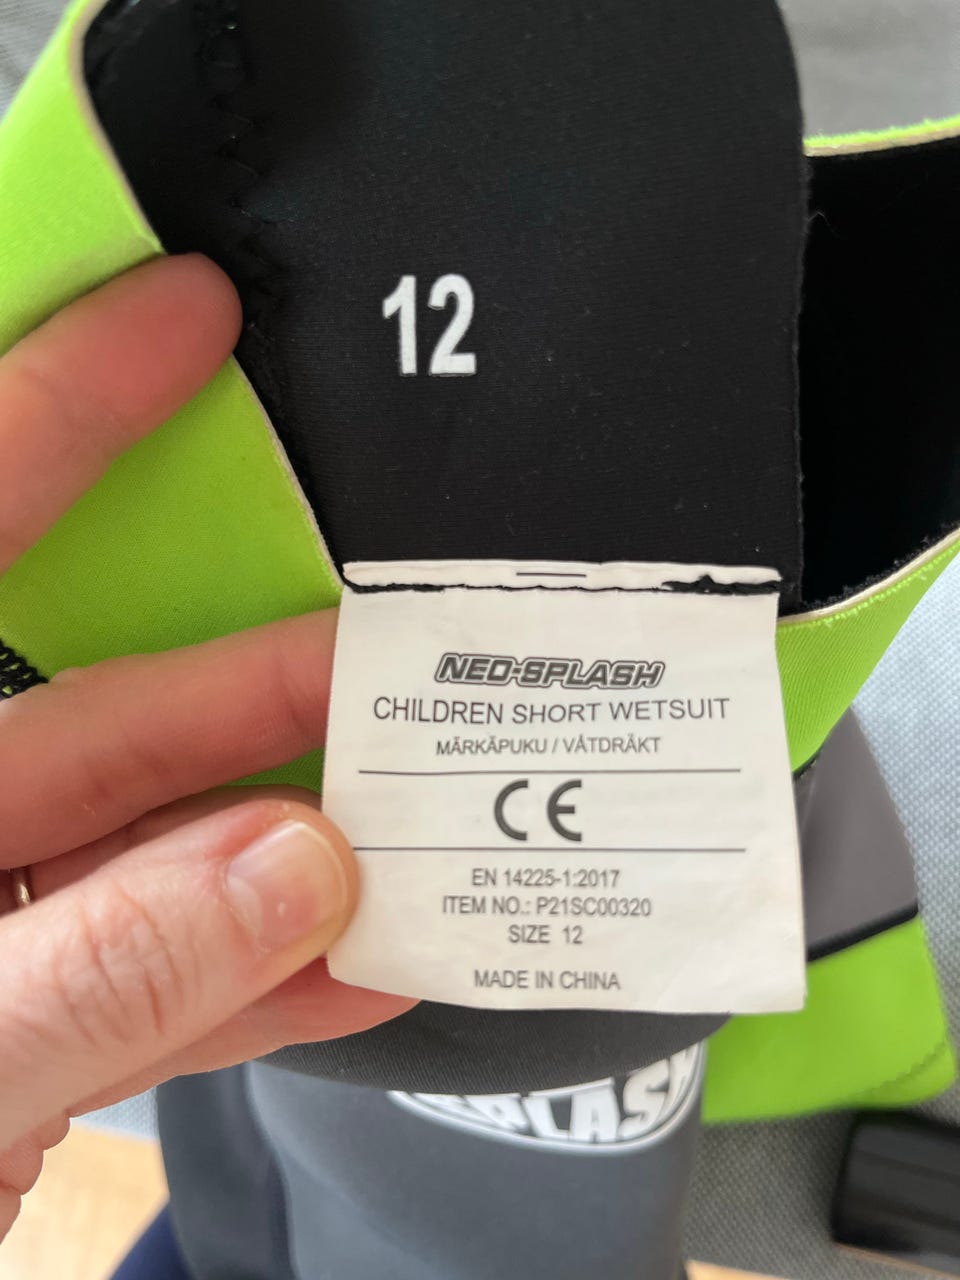 12
NEO-SPLASH
CHILDREN SHORT WETSUIT
MÄRKÄPUKU / VÅTDRÄKT
CE
EN 14225-1:2017
ITEM NO.: P21SC00320
SIZE 12
MADE IN CHINA
SPLASH